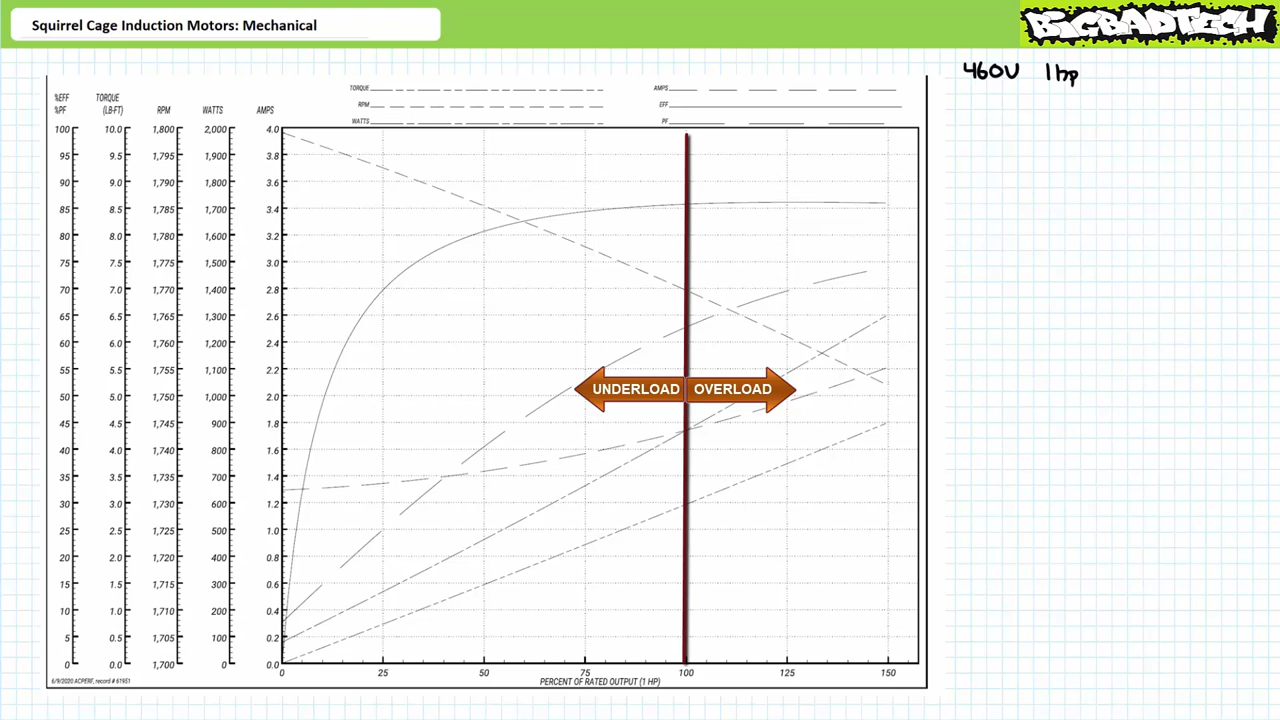 Squirrel Cage Induction Motors: Mechanical
BIGBADTECH
460V 1hp
TORQUE
AMPS
%EFF TORQUE
RPM
EFF
%PF (LB-FT) RPM WATTS AMPS
WATTS
PF
100 10.0 1,800 2,000 4.0
95 9.5 1,795 1,900 3.8
90 9.0 1,790 1,800 3.6
85 8.5 1,785 1,700 3.4
80 8.0 1,780 1,600 3.2
75 7.5 1,775 1,500 3.0
70 7.0 1,770 1,400 2.8
65 6.5 1,765 1,300 2.6
60 6.0 1,760 1,200 2.4
55 5.5 1,755 1,100 2.2
UNDERLOAD OVERLOAD
50 5.0 1,750 1,000 2.0
45 4.5 1,745 900 1.8
40 4.0 1,740 800 1.6
35 3.5 1,735 700 1.4
30 3.0 1,730 600 1.2
25 2.5 1,725 500 1.0
20 2.0 1,720 400 0.8
15 1.5 1,715 300 0.6
10 1.0 1,710 200 0.4
5 0.5 1,705 100 0.2
0 0.0 1,700 0 0.0
0 25 50 75 100 125 150
6/9/2020 ACPERF, record # 61951
PERCENT OF RATED OUTPUT (1 HP)